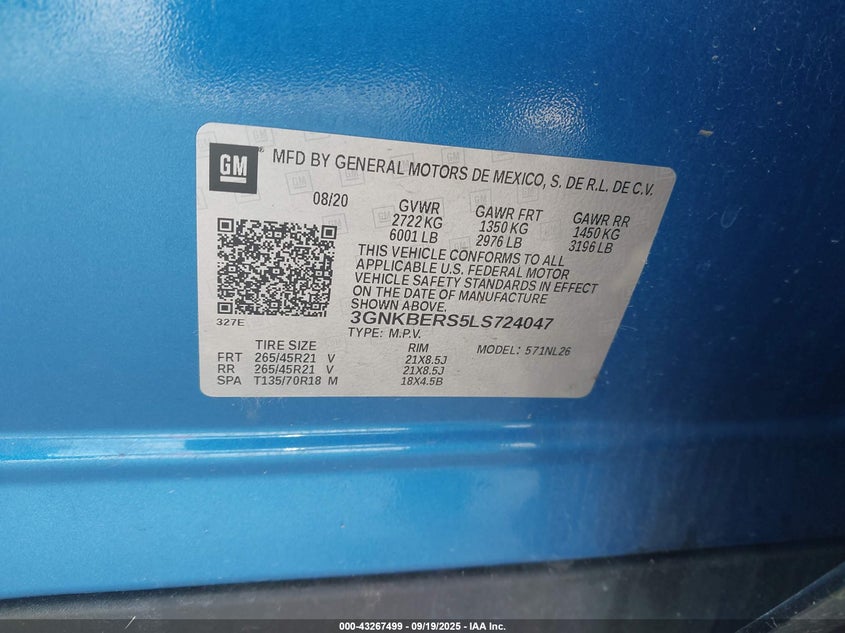 GM ® MFD BY GENERAL MOTORS DE MEXICO, S. DE R.L. DE C.V.
08/20 GVWR GAWR FRT GAWR RR
2722 KG 1350 KG 1450 KG
6001 LB 2976 LB 3196 LB
THIS VEHICLE CONFORMS TO ALL
APPLICABLE U.S. FEDERAL MOTOR
VEHICLE SAFETY STANDARDS IN EFFECT
ON THE DATE OF MANUFACTURE
SHOWN ABOVE.
327E
3GNKBERS5LS724047
TYPE: M.P.V.
TIRE SIZE RIM MODEL: 571NL26
FRT 265/45R21 V 21X8.5J
RR 265/45R21 V 21X8.5J
SPA T135/70R18 M 18X4.5B
000-43267499 - 09/19/2025 - IAA Inc.